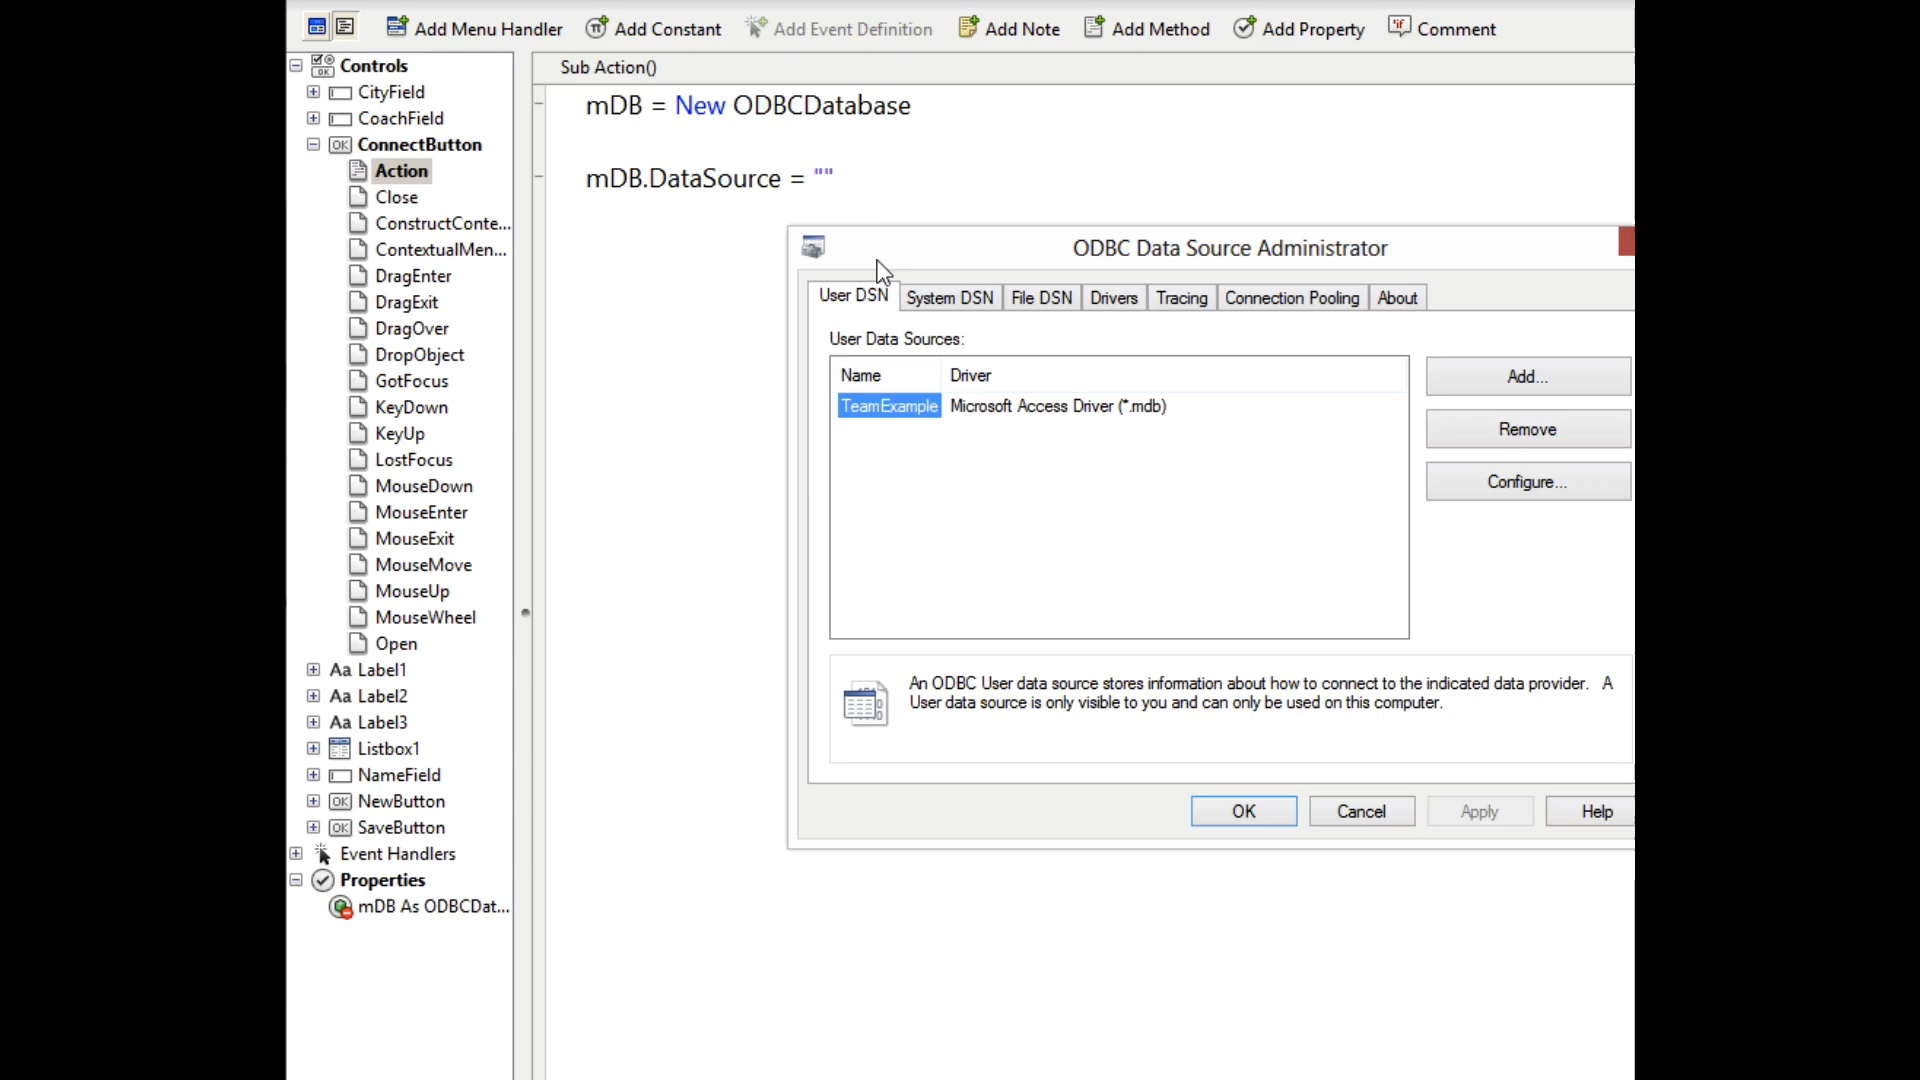 Add Menu Handler Add Constant Add Event Definition Add Note Add Method Add Property Comment
Controls
CityField
CoachField
ConnectButton
Action
Close
ConstructConte...
ContextualMen...
DragEnter
DragExit
DragOver
DropObject
GotFocus
KeyDown
KeyUp
LostFocus
MouseDown
MouseEnter
MouseExit
MouseMove
MouseUp
MouseWheel
Open
Aa Label1
Aa Label2
Aa Label3
Listbox1
NameField
OK NewButton
OK SaveButton
Event Handlers
Properties
mDB As ODBCDat...
Sub Action()
mDB = New ODBCDatabase
mDB.DataSource = ""
ODBC Data Source Administrator
User DSN System DSN File DSN Drivers Tracing Connection Pooling About
User Data Sources:
Name Driver
TeamExample Microsoft Access Driver (*.mdb)
Add...
Remove
Configure...
An ODBC User data source stores information about how to connect to the indicated data provider. A
User data source is only visible to you and can only be used on this computer.
OK Cancel Apply Help